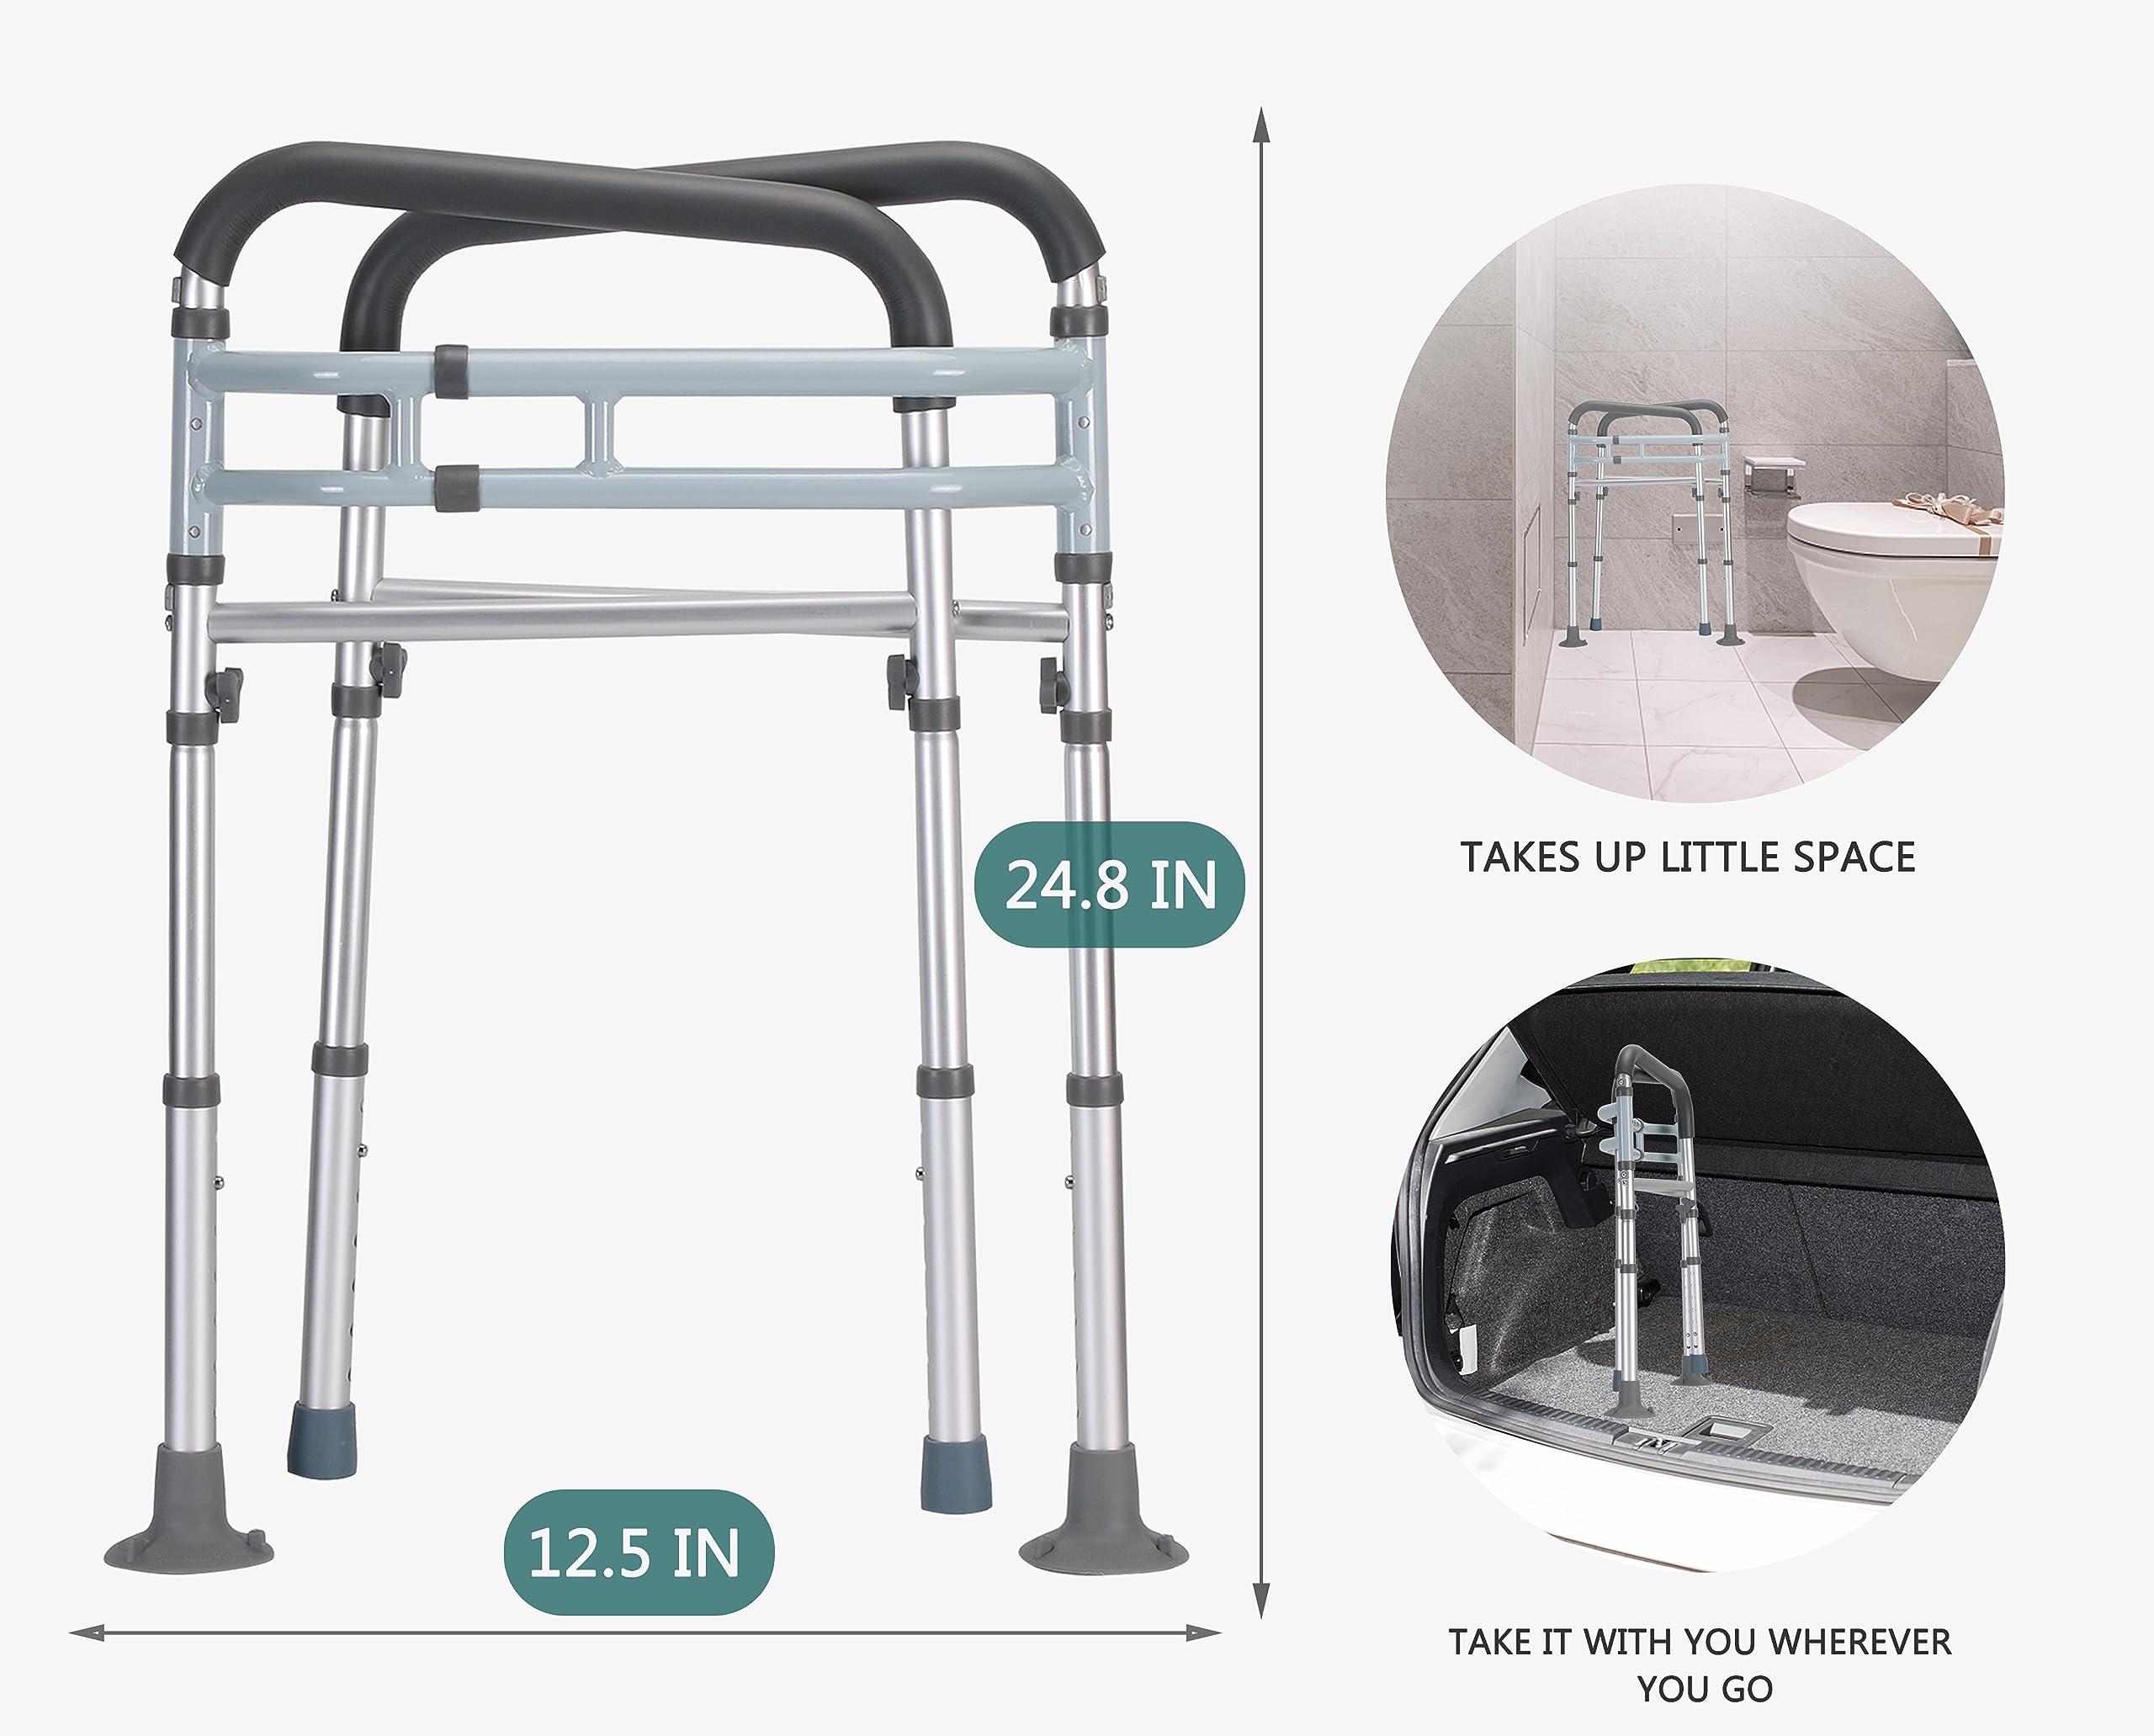 24.8 IN
12.5 IN
TAKES UP LITTLE SPACE
TAKE IT WITH YOU WHEREVER
YOU GO